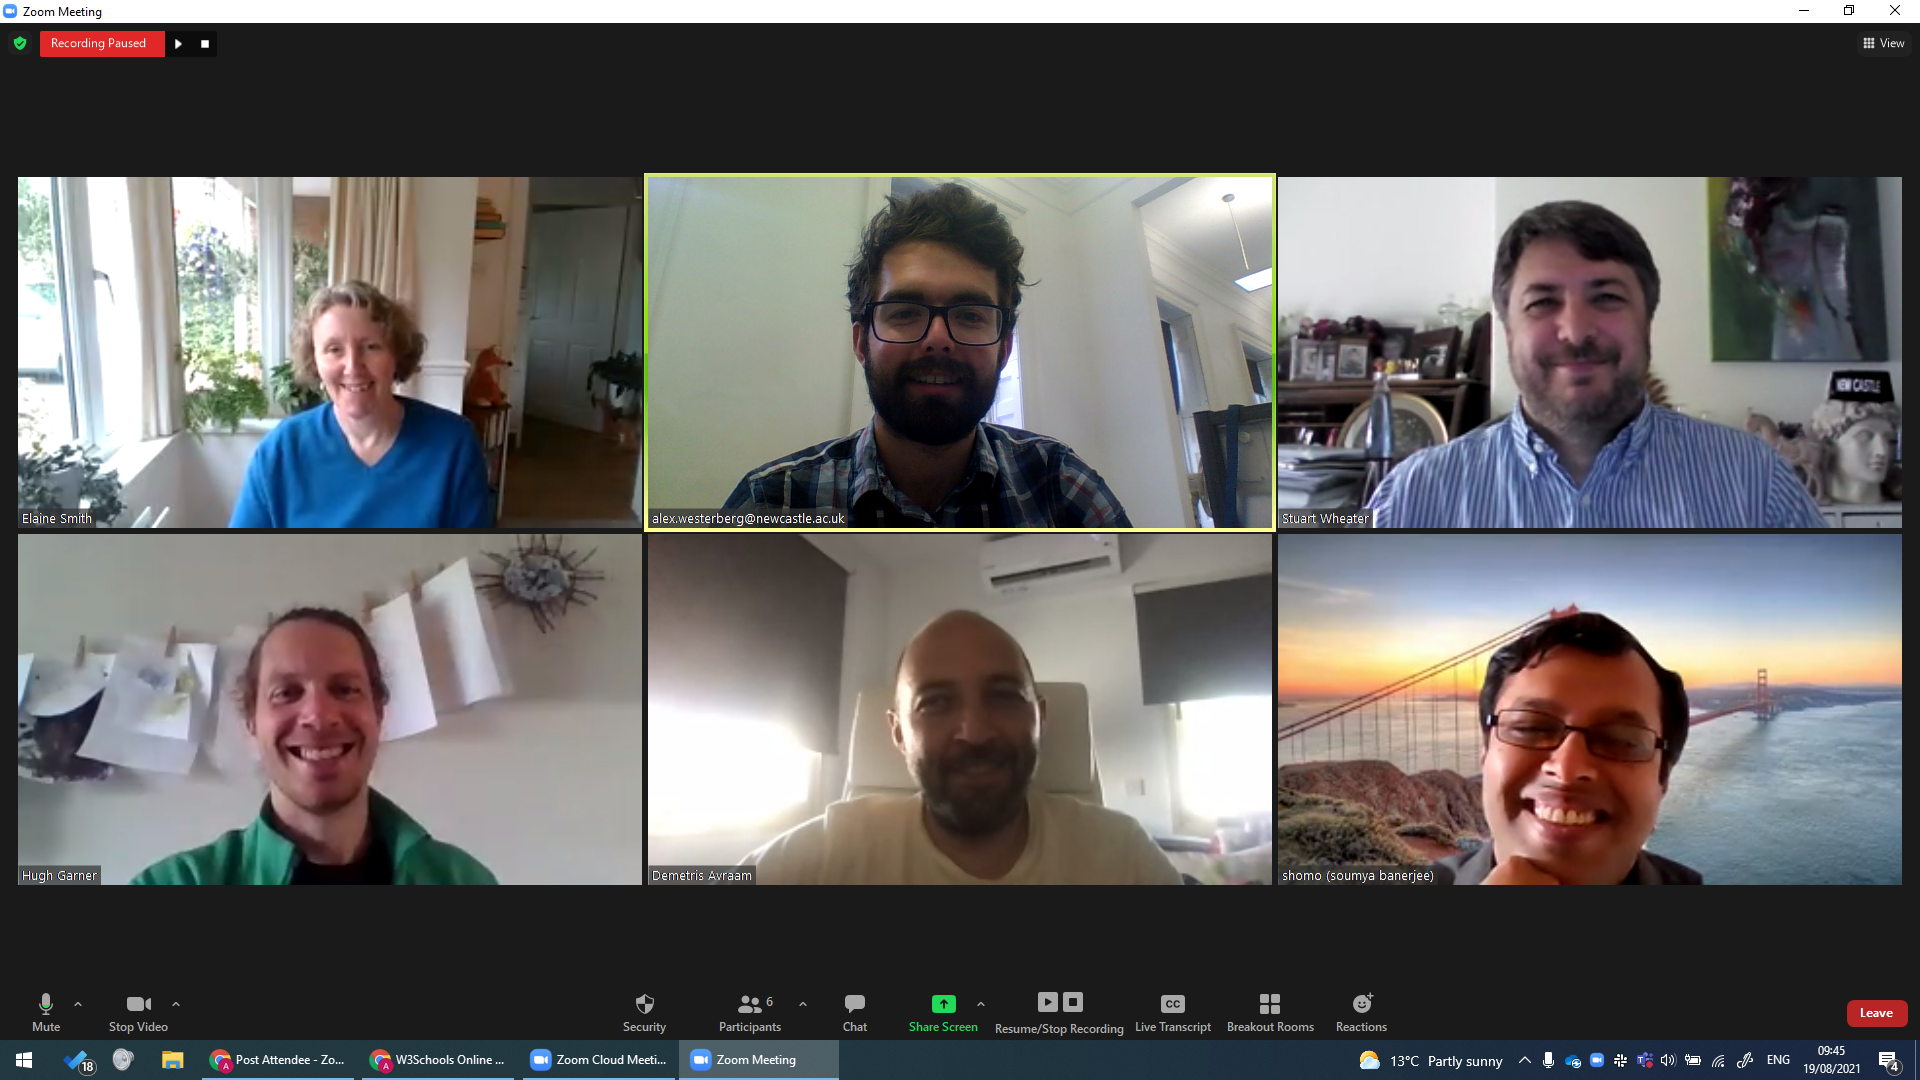 Zoom Meeting
Recording Paused
View
NEW CASTLE
Elaine Smith
alex.westerberg@newcastle.ac.uk
Stuart Wheater
Hugh Garner
Demetris Avraam
shomo (soumya banerjee)
6
CC
Mute
Stop Video
Security
Participants
Chat
Share Screen
Resume/Stop Recording
Live Transcript
Breakout Rooms
Reactions
Leave
18
A
Post Attendee - Zo...
A
W3Schools Online ...
Zoom Cloud Meeti...
Zoom Meeting
13°C Partly sunny
ENG
09:45
19/08/2021
4